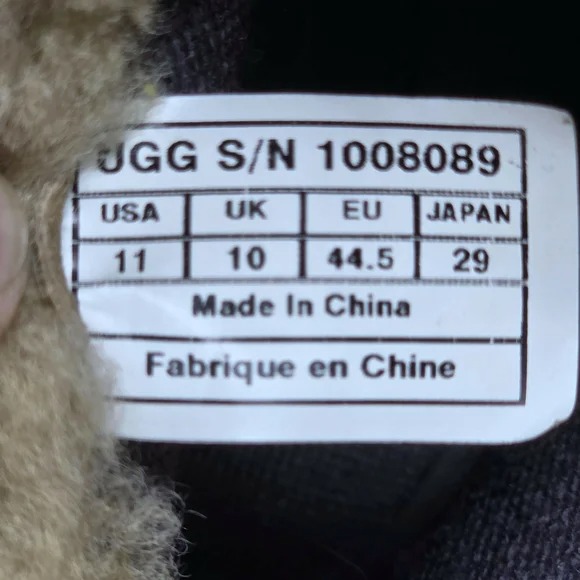 UGG S/N 1008089
USA UK EU JAPAN
11 10 44.5 29
Made In China
Fabrique en Chine